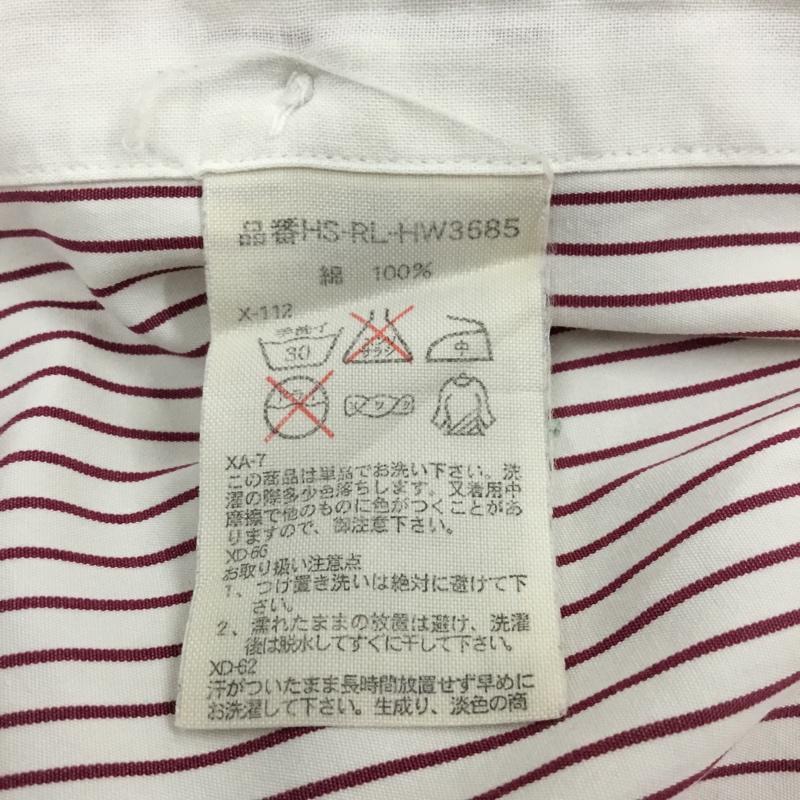 品番HS-RL-HW3685
綿 100%
X-112
手洗イ
30
サラシ
中
XA-7
この商品は単品でお洗い下さい。洗
濯の際多少色落ちします。又着用中
摩擦で他のものに色がつくことがあ
りますので、御注意下さい。
XD-66
お取り扱い注意点
1、つけ置き洗いは絶対に避けて下
さい。
2、濡れたままの放置は避け、洗濯
後は脱水してすぐに干して下さい。
XD-62
汗がついたまま長時間放置せず早めに
お洗濯して下さい。生成り、淡色の商